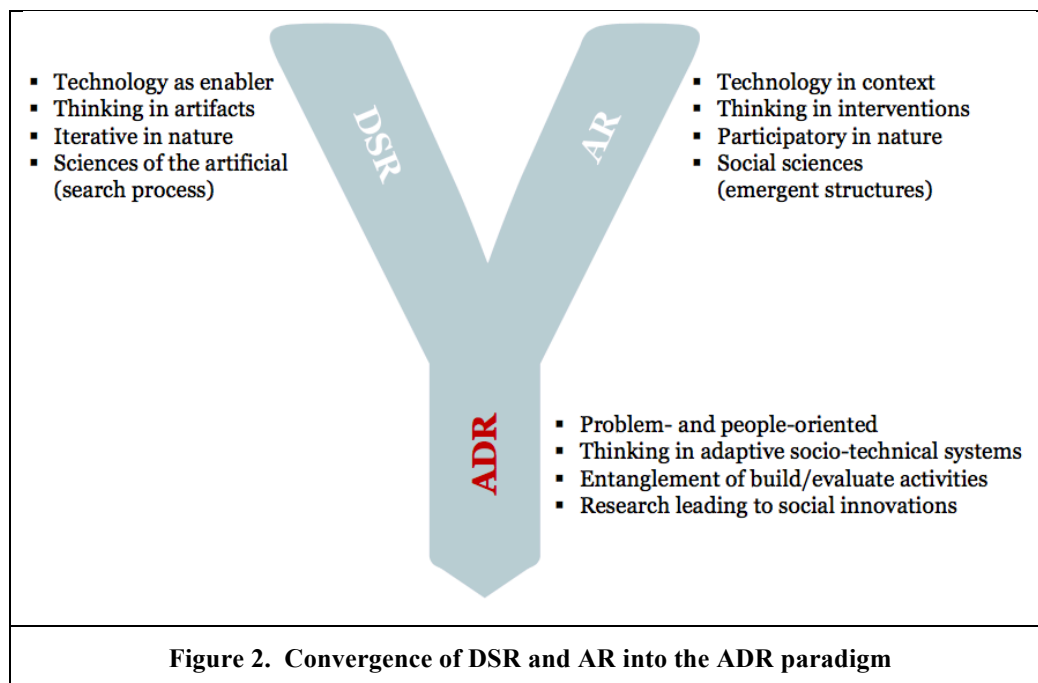 ▪ Technology as enabler
▪ Thinking in artifacts
▪ Iterative in nature
▪ Sciences of the artificial
(search process)
DSR
AR
▪ Technology in context
▪ Thinking in interventions
▪ Participatory in nature
▪ Social sciences
(emergent structures)
ADR
▪ Problem- and people-oriented
▪ Thinking in adaptive socio-technical systems
▪ Entanglement of build/evaluate activities
▪ Research leading to social innovations
Figure 2. Convergence of DSR and AR into the ADR paradigm